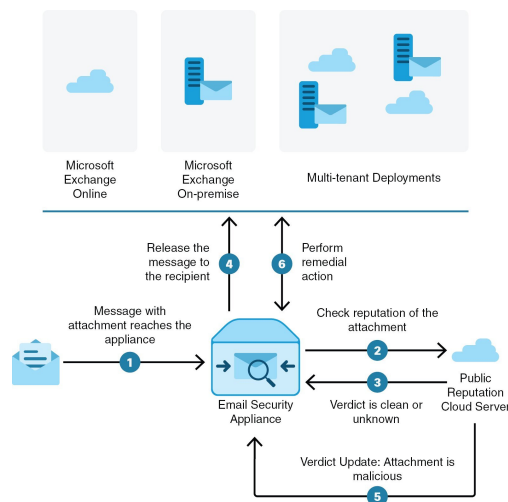 Microsoft
Exchange
Online
Microsoft
Exchange
On-premise
Multi-tenant Deployments
Release the
message to
the recipient
4
6
Perform
remedial
action
Message with
attachment reaches the
appliance
1
Check reputation of the
attachment
2
3
Verdict is clean or
unknown
Public
Reputation
Cloud Server
Email Security
Appliance
Verdict Update: Attachment is
malicious
5